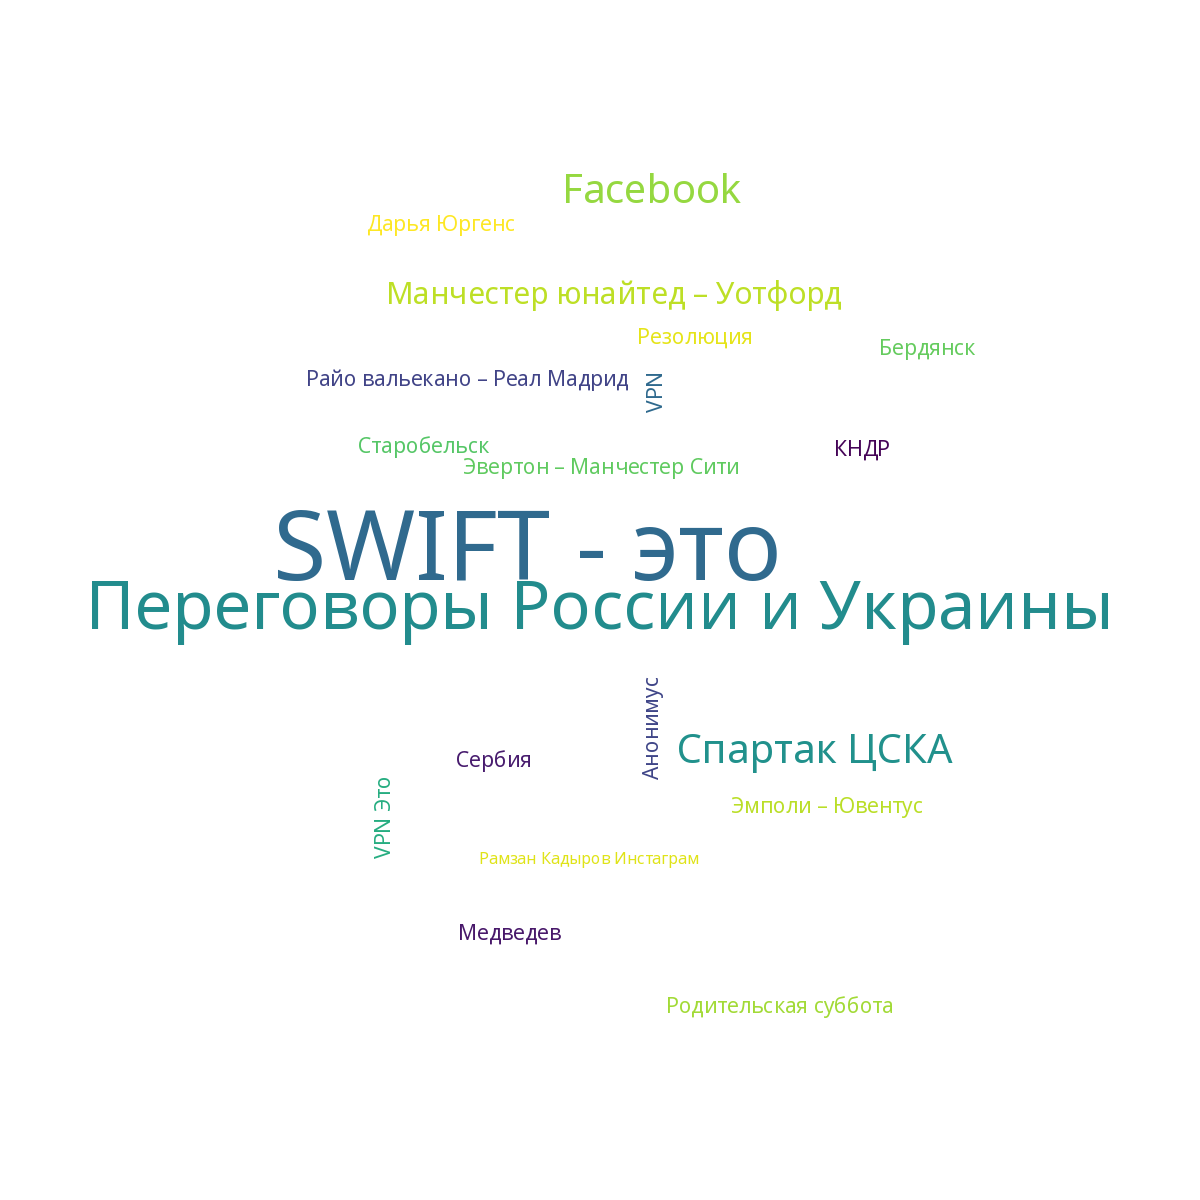 Facebook
Дарья Юргенс
Манчестер юнайтед – Уотфорд
Резолюция
Бердянск
Райо вальекано – Реал Мадрид
VPN
Старобельск
КНДР
Эвертон – Манчестер Сити
SWIFT - это
Переговоры России и Украины
Анонимус
Спартак ЦСКА
Сербия
VPN Это
Эмполи – Ювентус
Рамзан Кадыров Инстаграм
Медведев
Родительская суббота